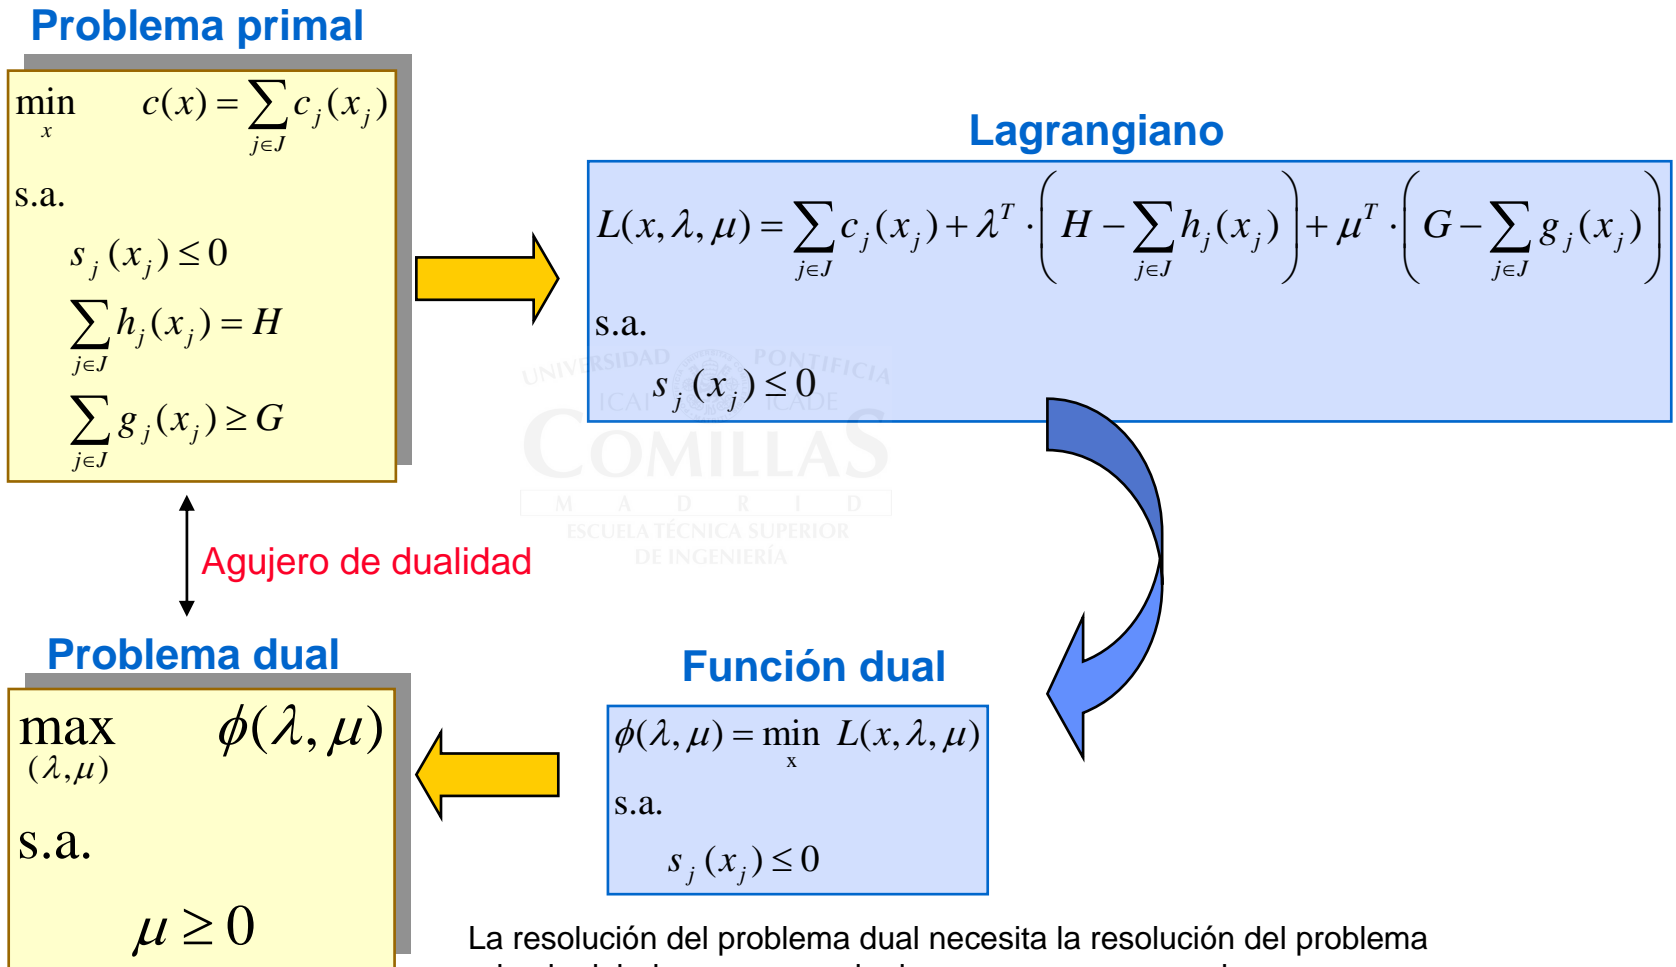 Problema primal
min_x c(x) = ∑_{j∈J} c_j(x_j)
s.a.
s_j(x_j) ≤ 0
∑_{j∈J} h_j(x_j) = H
∑_{j∈J} g_j(x_j) ≥ G
Lagrangiano
L(x, λ, μ) = ∑_{j∈J} c_j(x_j) + λ^T · ( H − ∑_{j∈J} h_j(x_j) ) + μ^T · ( G − ∑_{j∈J} g_j(x_j) )
s.a.
s_j(x_j) ≤ 0
UNIVERSIDAD PONTIFICIA
ICAI ICADE
COMILLAS
M A D R I D
ESCUELA TÉCNICA SUPERIOR
DE INGENIERÍA
Agujero de dualidad
Problema dual
max_{(λ,μ)} ϕ(λ, μ)
s.a.
μ ≥ 0
Función dual
ϕ(λ, μ) = min_x L(x, λ, μ)
s.a.
s_j(x_j) ≤ 0
La resolución del problema dual necesita la resolución del problema